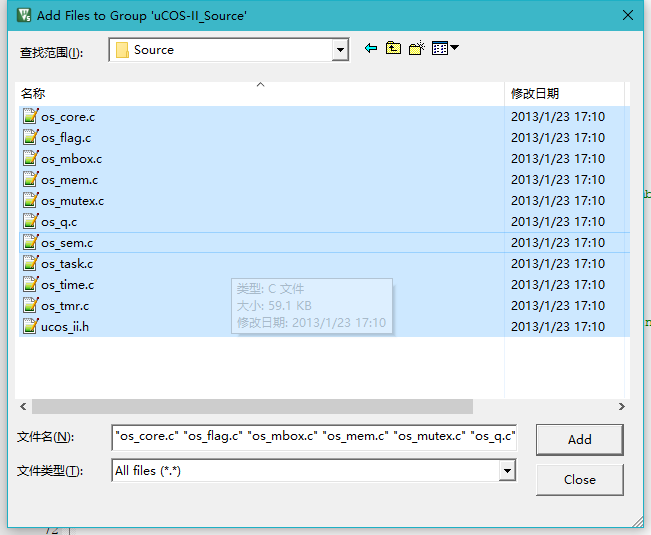 Add Files to Group 'uCOS-II_Source'
查找范围(I):
Source
名称 修改日期
os_core.c 2013/1/23 17:10
os_flag.c 2013/1/23 17:10
os_mbox.c 2013/1/23 17:10
os_mem.c 2013/1/23 17:10
os_mutex.c 2013/1/23 17:10
os_q.c 2013/1/23 17:10
os_sem.c 2013/1/23 17:10
os_task.c 2013/1/23 17:10
os_time.c 2013/1/23 17:10
os_tmr.c 2013/1/23 17:10
ucos_ii.h 2013/1/23 17:10
类型: C 文件
大小: 59.1 KB
修改日期: 2013/1/23 17:10
文件名(N): "os_core.c" "os_flag.c" "os_mbox.c" "os_mem.c" "os_mutex.c" "os_q.c"
Add
文件类型(T): All files (*.*)
Close
72